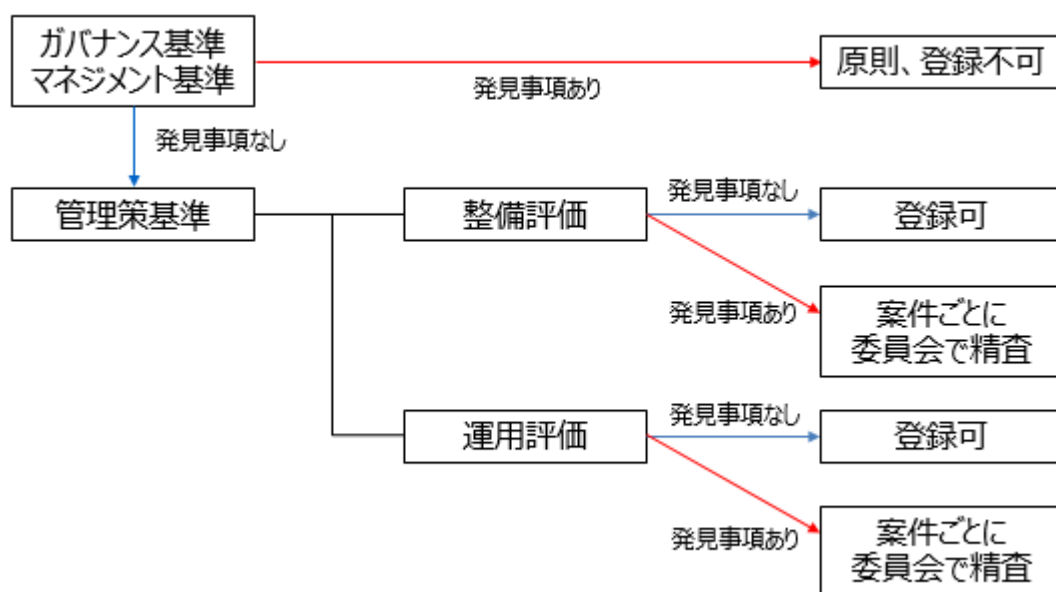 ガバナンス基準
マネジメント基準
発見事項あり
原則、登録不可
発見事項なし
管理策基準
整備評価
発見事項なし
登録可
発見事項あり
案件ごとに
委員会で精査
運用評価
発見事項なし
登録可
発見事項あり
案件ごとに
委員会で精査